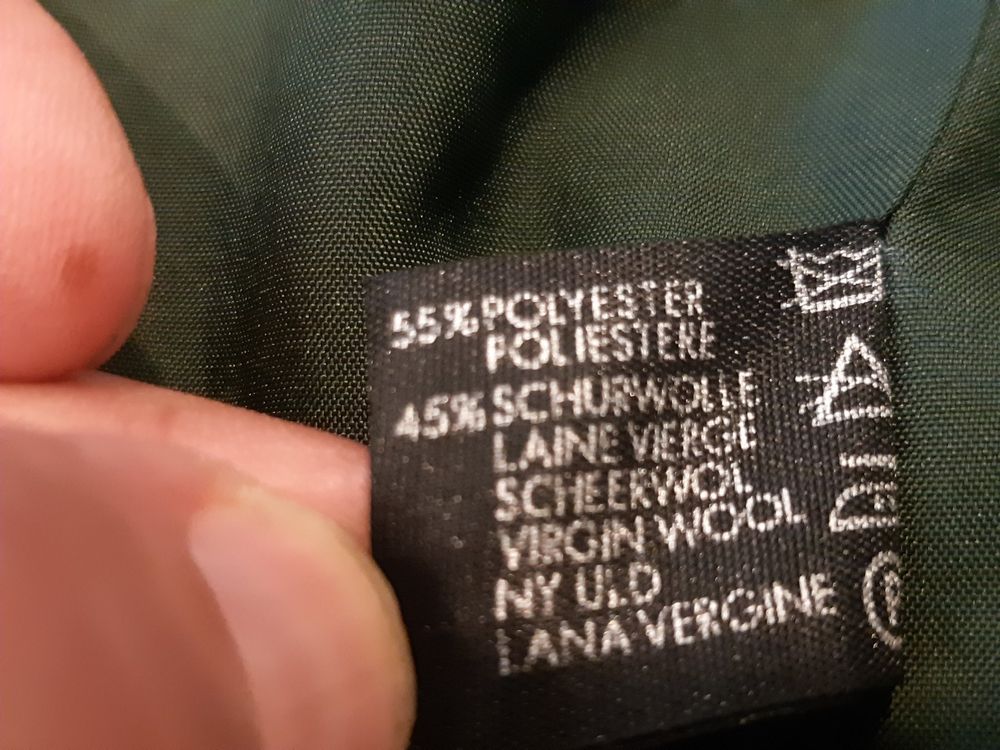 55% POLYESTER
POLIESTERE
45% SCHURWOLLE
LAINE VIERGE
SCHEERWOL
VIRGIN WOOL
NY ULD
LANA VERGINE